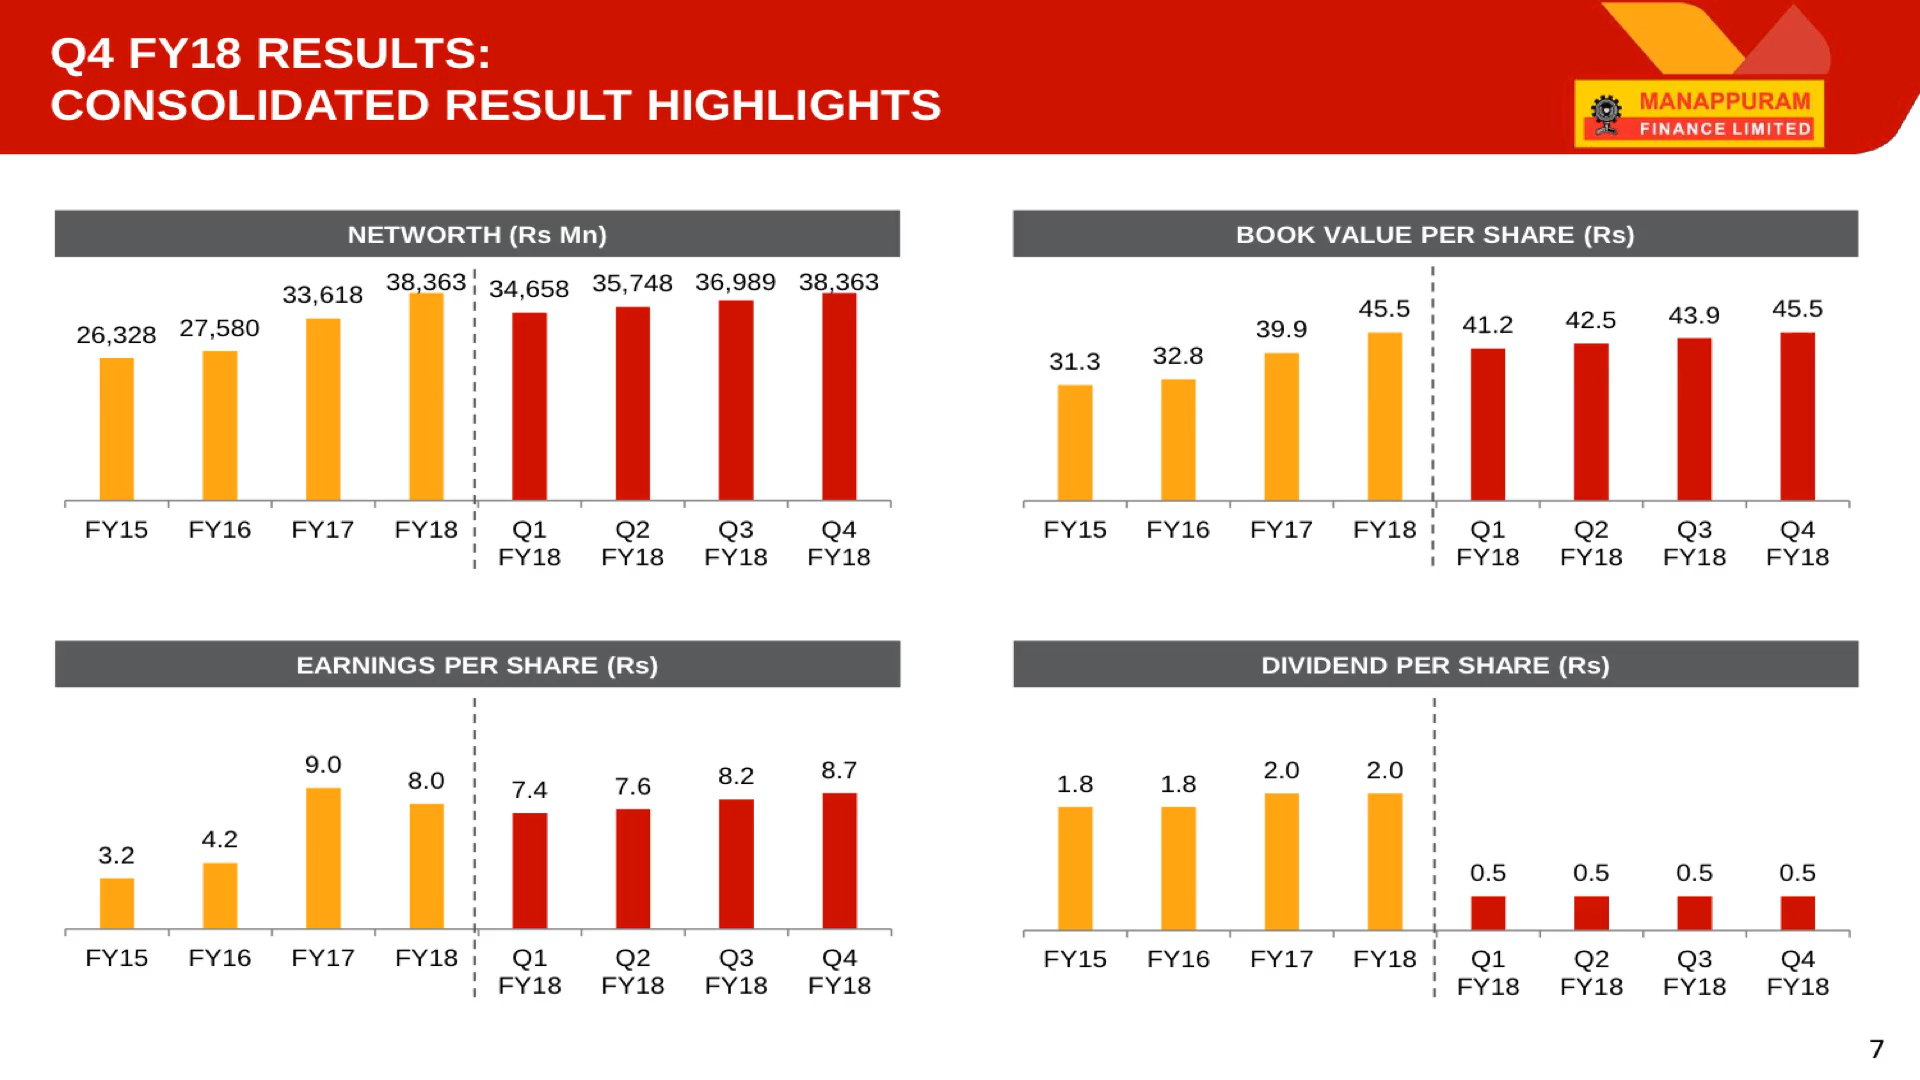 Q4 FY18 RESULTS:
CONSOLIDATED RESULT HIGHLIGHTS
MANAPPURAM
FINANCE LIMITED
NETWORTH (Rs Mn)
26,328 27,580 33,618 38,363 34,658 35,748 36,989 38,363
FY15 FY16 FY17 FY18 Q1 Q2 Q3 Q4
FY18 FY18 FY18 FY18
BOOK VALUE PER SHARE (Rs)
31.3 32.8 39.9 45.5 41.2 42.5 43.9 45.5
FY15 FY16 FY17 FY18 Q1 Q2 Q3 Q4
FY18 FY18 FY18 FY18
EARNINGS PER SHARE (Rs)
3.2 4.2 9.0 8.0 7.4 7.6 8.2 8.7
FY15 FY16 FY17 FY18 Q1 Q2 Q3 Q4
FY18 FY18 FY18 FY18
DIVIDEND PER SHARE (Rs)
1.8 1.8 2.0 2.0 0.5 0.5 0.5 0.5
FY15 FY16 FY17 FY18 Q1 Q2 Q3 Q4
FY18 FY18 FY18 FY18
7